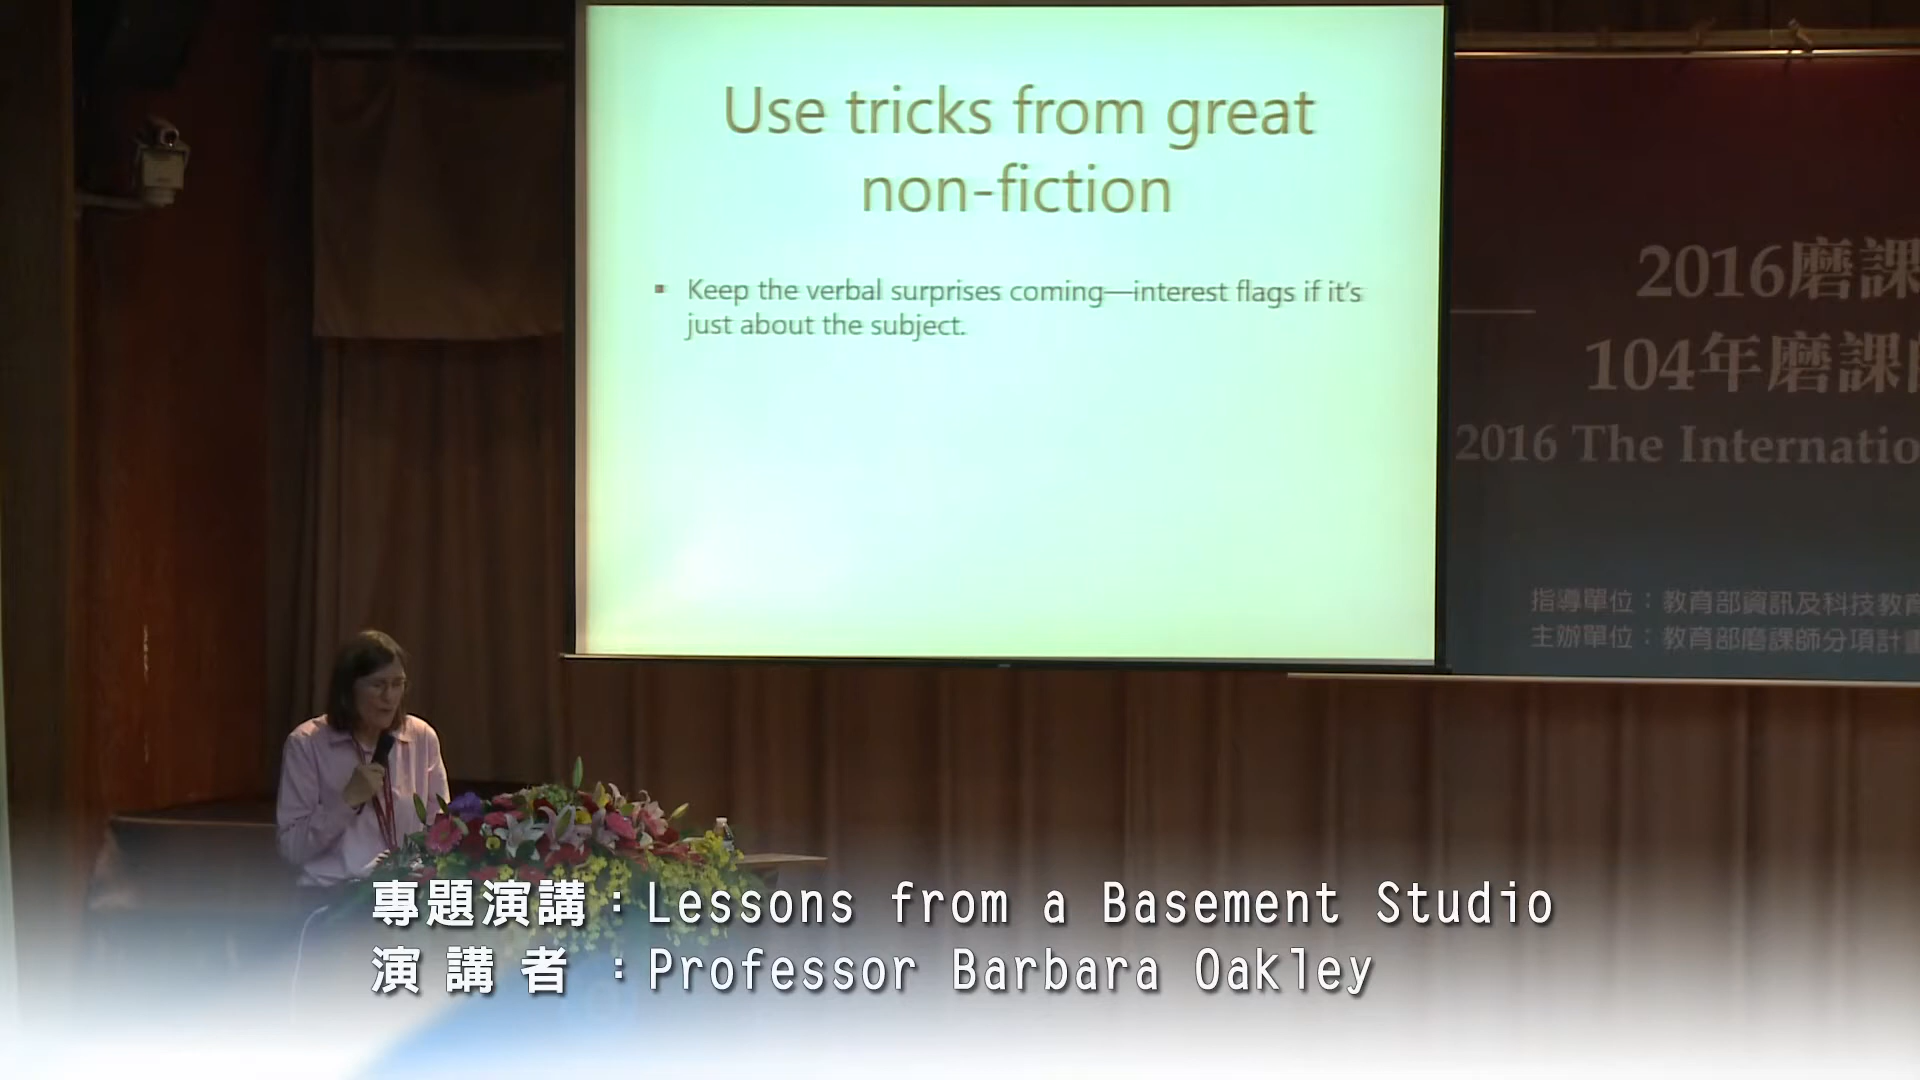 Use tricks from great
non-fiction
▪ Keep the verbal surprises coming—interest flags if it's
just about the subject.
2016磨課
104年磨課師
2016 The Internatio
指導單位：教育部資訊及科技教育
主辦單位：教育部磨課師分項計畫
專題演講：Lessons from a Basement Studio
演 講 者 ：Professor Barbara Oakley